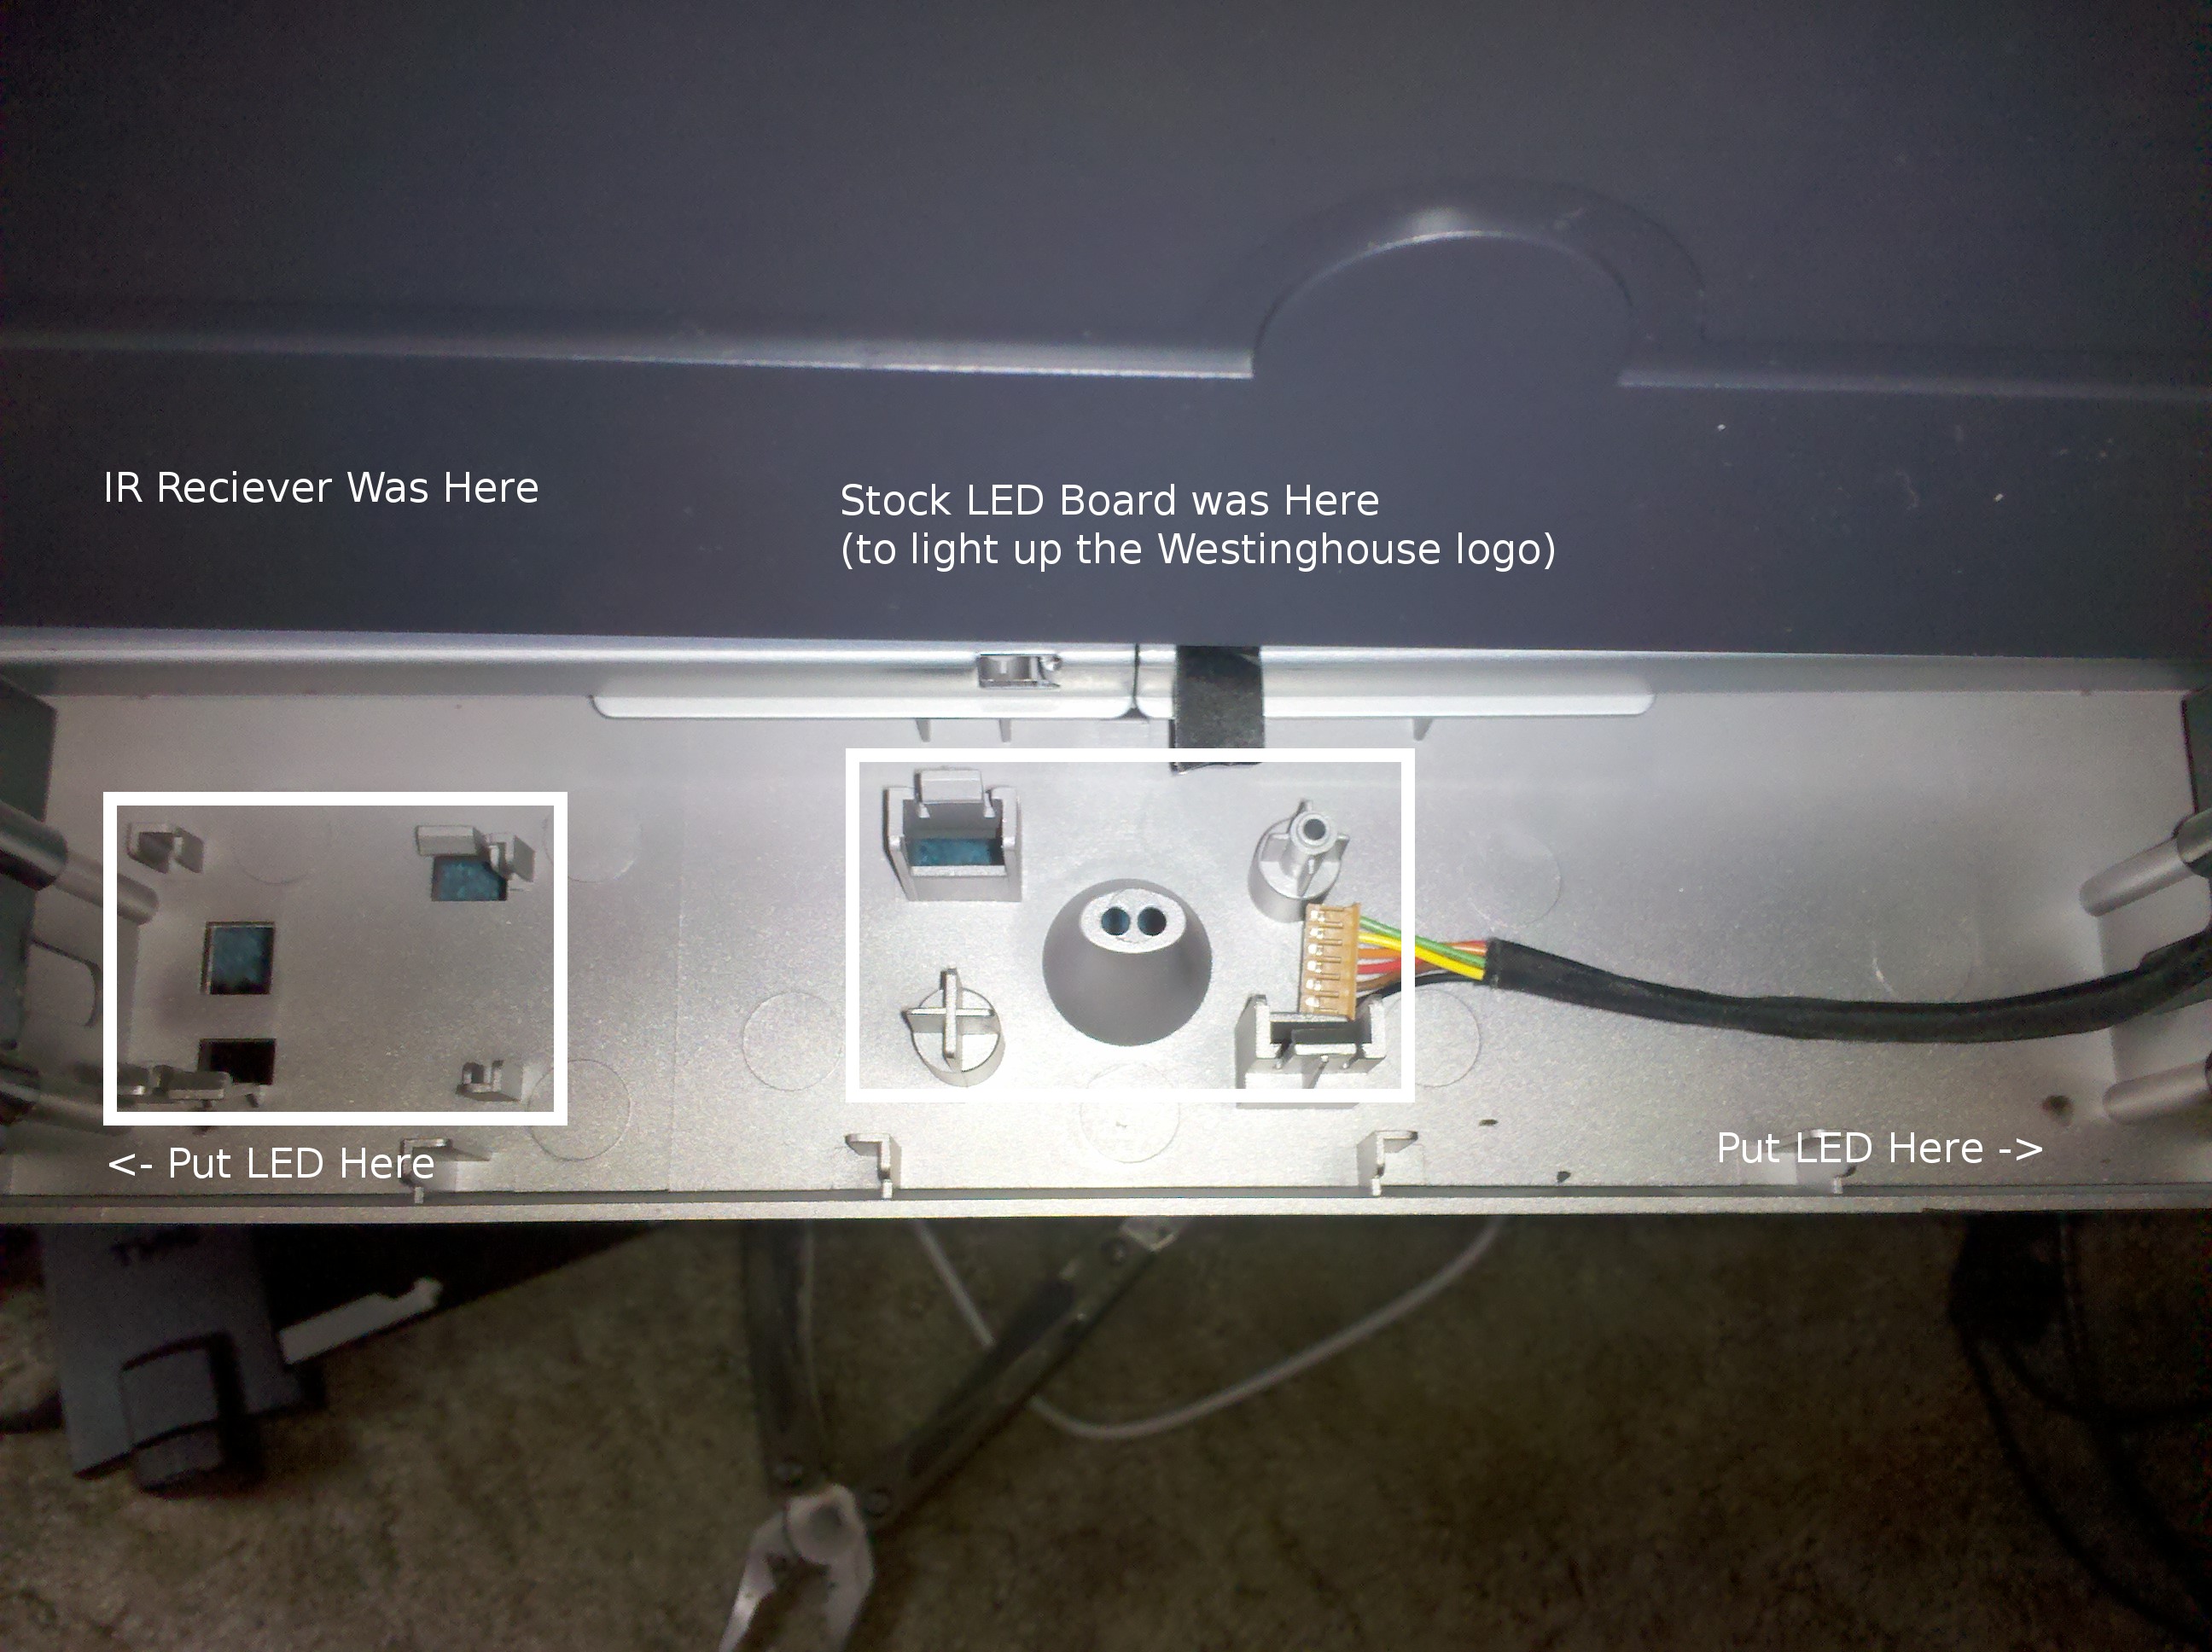 IR Reciever Was Here
Stock LED Board was Here
(to light up the Westinghouse logo)
<- Put LED Here
Put LED Here ->